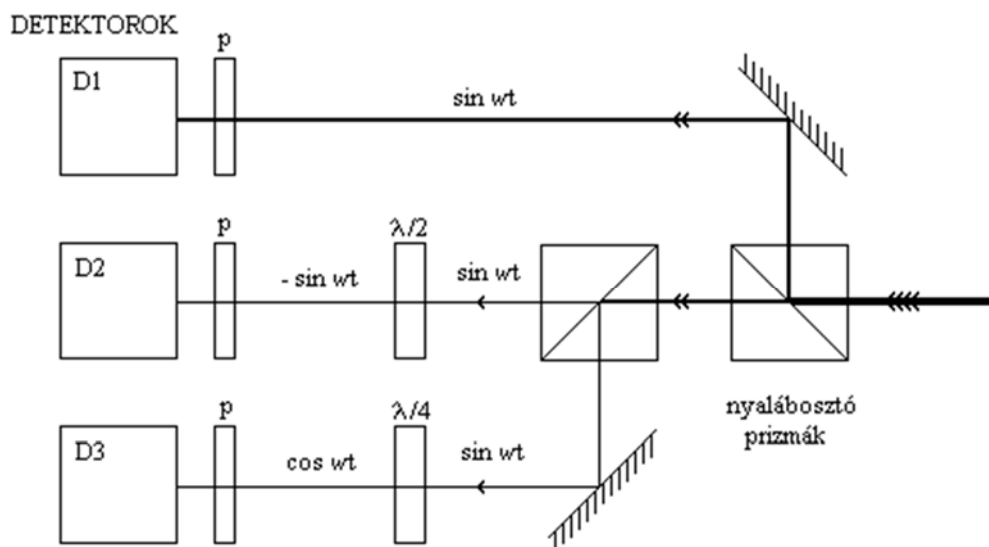 DETEKTOROK
p
D1
sin wt
p
λ/2
D2
- sin wt
sin wt
nyalábosztó
prizmák
p
λ/4
D3
cos wt
sin wt